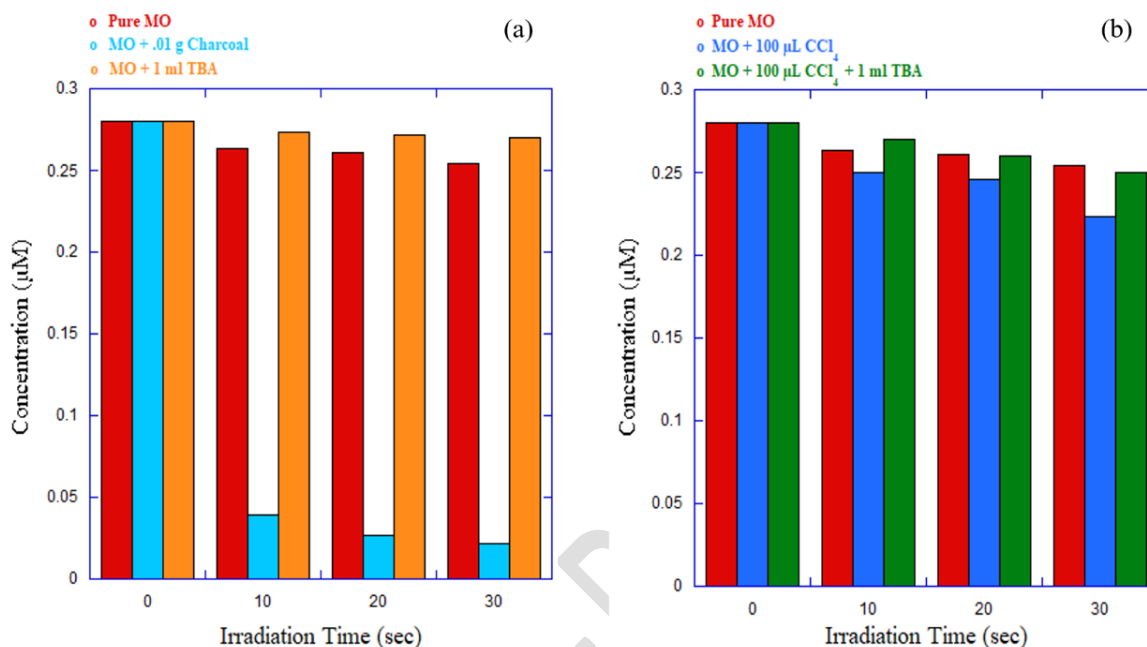 Pure MO
MO + .01 g Charcoal
MO + 1 ml TBA
(a)
0.3
0.25
0.2
0.15
0.1
0.05
0
Concentration (µM)
0 10 20 30
Irradiation Time (sec)
Pure MO
MO + 100 µL CCl4
MO + 100 µL CCl4 + 1 ml TBA
(b)
0.3
0.25
0.2
0.15
0.1
0.05
0
Concentration (µM)
0 10 20 30
Irradiation Time (sec)